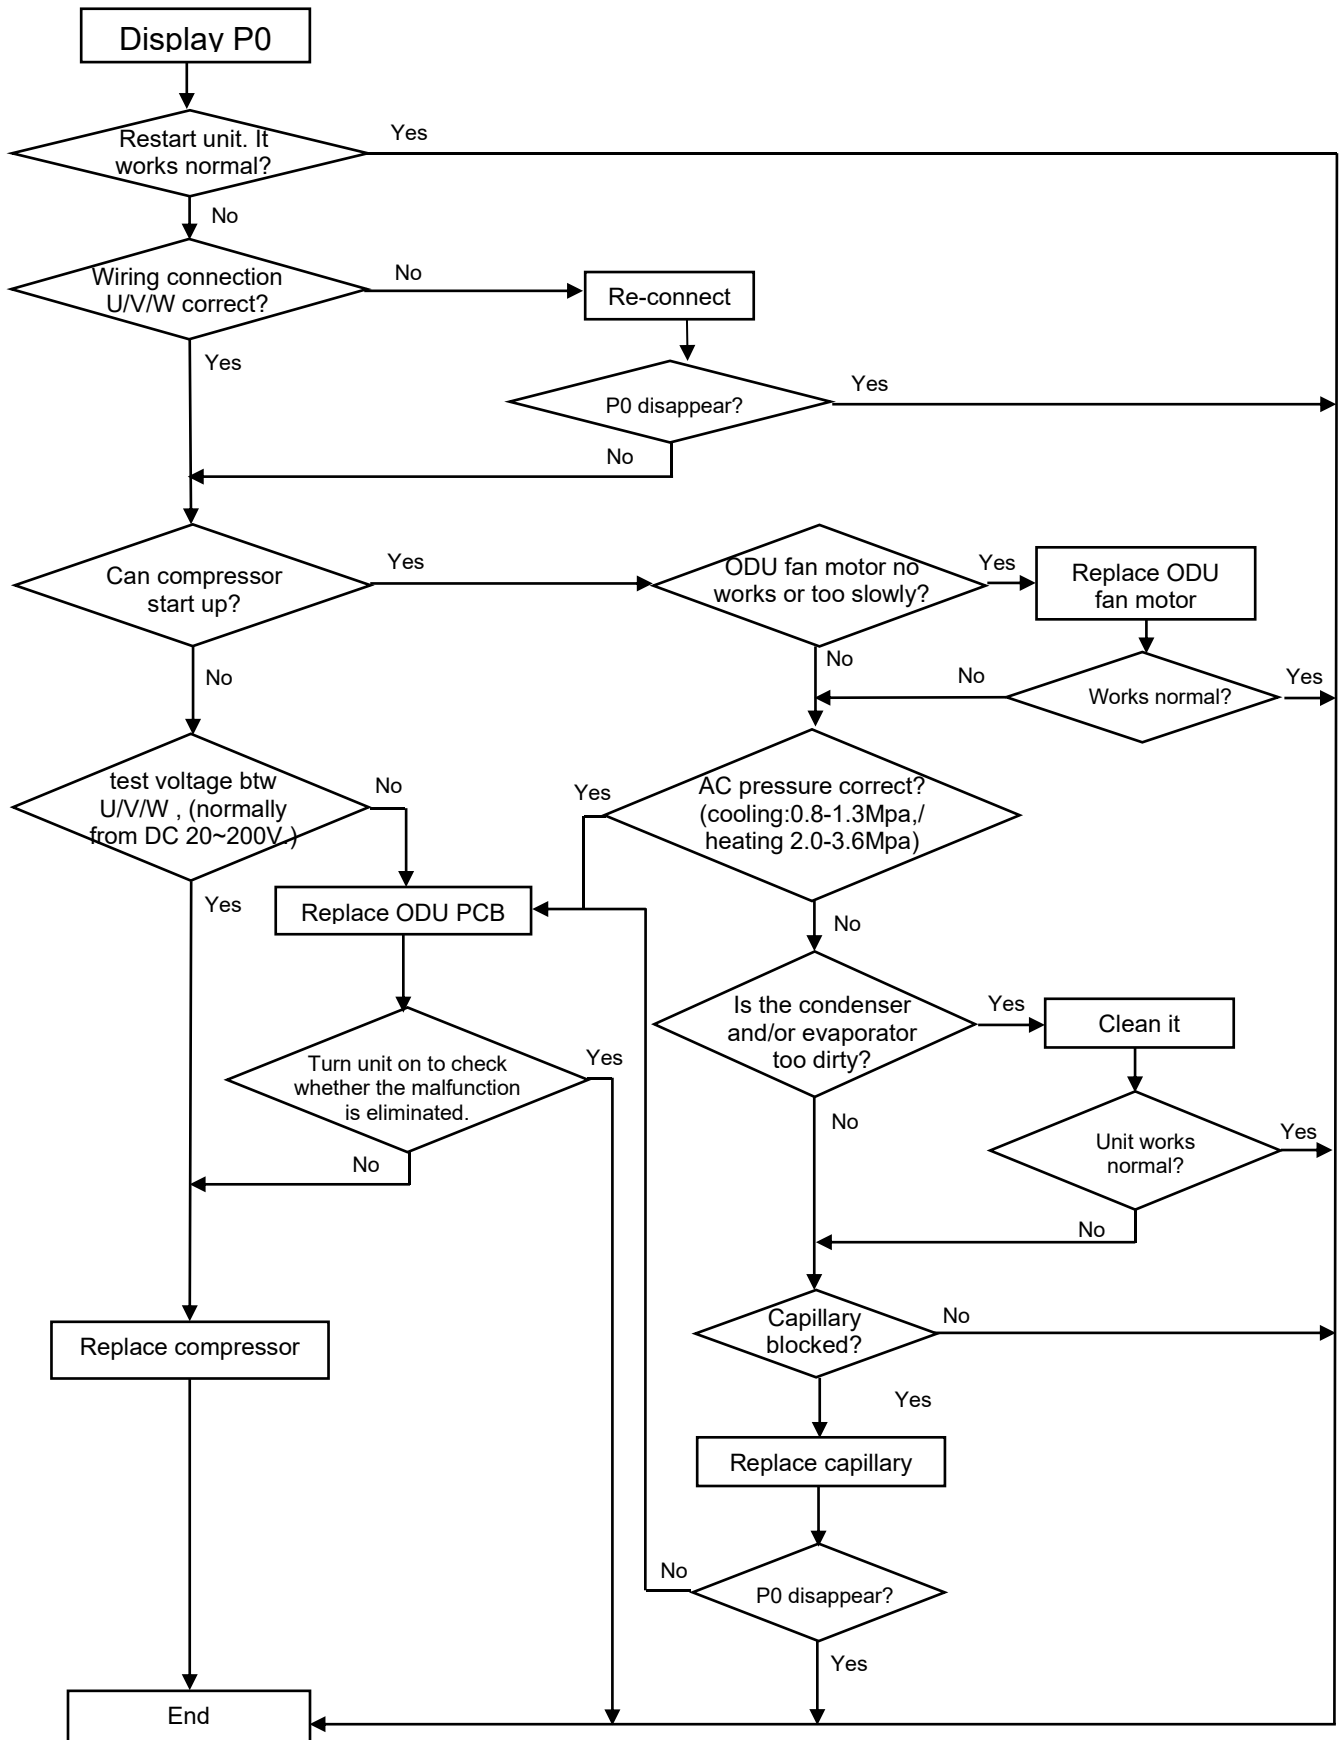 Display P0
Restart unit. It
works normal?
Yes
No
Wiring connection
U/V/W correct?
No
Re-connect
Yes
P0 disappear?
Yes
No
Can compressor
start up?
Yes
ODU fan motor no
works or too slowly?
Yes
Replace ODU
fan motor
No
No
Works normal?
No
Yes
test voltage btw
U/V/W , (normally
from DC 20~200V.)
No
Yes
AC pressure correct?
(cooling:0.8-1.3Mpa,/
heating 2.0-3.6Mpa)
Yes
No
Replace ODU PCB
Is the condenser
and/or evaporator
too dirty?
Yes
Clean it
Turn unit on to check
whether the malfunction
is eliminated.
Yes
No
No
Unit works
normal?
Yes
No
Capillary
blocked?
No
Replace compressor
Yes
Replace capillary
No
P0 disappear?
Yes
End